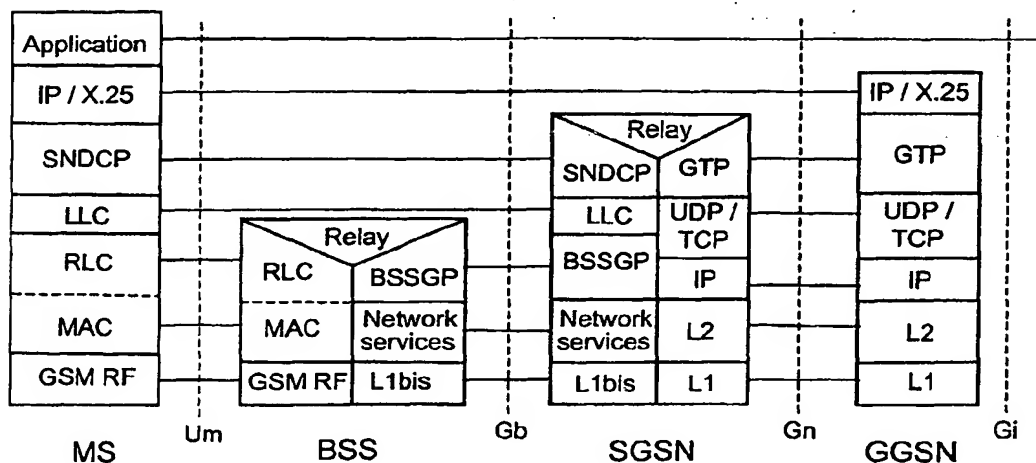 Application
IP / X.25
SNDCP
LLC
RLC
MAC
GSM RF
Relay
RLC
BSSGP
MAC
Network
services
GSM RF
L1bis
Relay
SNDCP
GTP
LLC
UDP /
TCP
BSSGP
IP
Network
services
L2
L1bis
L1
IP / X.25
GTP
UDP /
TCP
IP
L2
L1
MS
Um
BSS
Gb
SGSN
Gn
GGSN
Gi